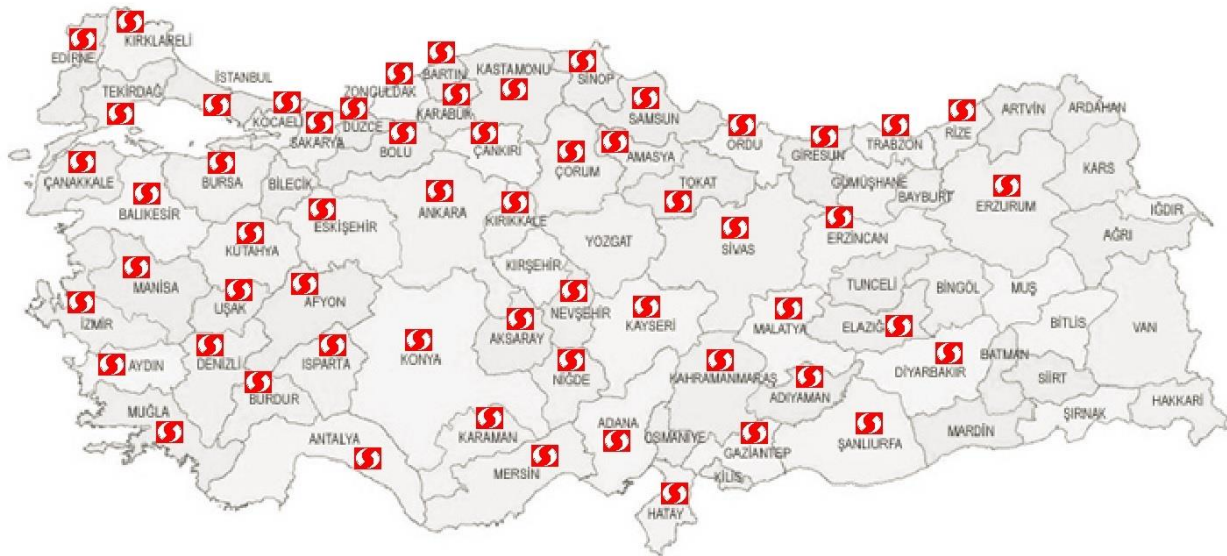 KIRKLARELİ
EDİRNE
TEKİRDAĞ
İSTANBUL
KOCAELİ
SAKARYA
DÜZCE
ZONGULDAK
BARTIN
KARABÜK
KASTAMONU
SİNOP
SAMSUN
ÇANKIRI
BOLU
ÇORUM
AMASYA
ORDU
GİRESUN
TRABZON
RİZE
ARTVİN
ARDAHAN
KARS
ÇANAKKALE
BURSA
BİLECİK
BALIKESİR
ESKİŞEHİR
ANKARA
KIRIKKALE
TOKAT
GÜMÜŞHANE
BAYBURT
ERZURUM
IĞDIR
AĞRI
KÜTAHYA
YOZGAT
SİVAS
ERZİNCAN
KIRŞEHİR
MANİSA
UŞAK
AFYON
NEVŞEHİR
TUNCELİ
BİNGÖL
MUŞ
İZMİR
KONYA
AKSARAY
KAYSERİ
MALATYA
ELAZIĞ
BİTLİS
VAN
AYDIN
DENİZLİ
ISPARTA
NİĞDE
KAHRAMANMARAŞ
ADIYAMAN
DİYARBAKIR
BATMAN
SİİRT
HAKKARİ
ŞIRNAK
MUĞLA
BURDUR
ANTALYA
KARAMAN
MERSİN
ADANA
OSMANİYE
GAZİANTEP
KİLİS
ŞANLIURFA
MARDİN
HATAY